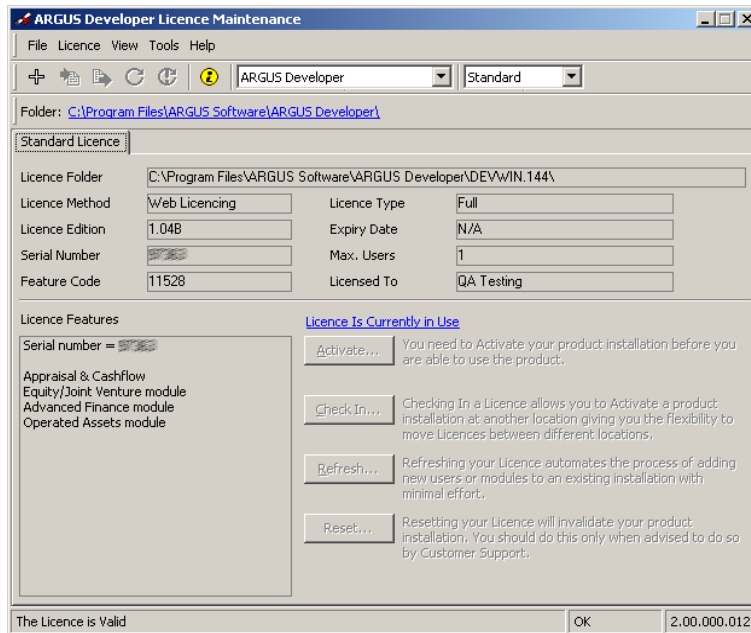 ARGUS Developer Licence Maintenance
File Licence View Tools Help
ARGUS Developer Standard
Folder: C:\Program Files\ARGUS Software\ARGUS Developer\
Standard Licence
Licence Folder C:\Program Files\ARGUS Software\ARGUS Developer\DEVWIN.144\
Licence Method Web Licencing Licence Type Full
Licence Edition 1.04B Expiry Date N/A
Serial Number Max. Users 1
Feature Code 11528 Licensed To QA Testing
Licence Features Licence Is Currently in Use
Serial number =
Appraisal & Cashflow
Equity/Joint Venture module
Advanced Finance module
Operated Assets module
Activate... You need to Activate your product installation before you
are able to use the product.
Check In... Checking In a Licence allows you to Activate a product
installation at another location giving you the flexibility to
move Licences between different locations.
Refresh... Refreshing your Licence automates the process of adding
new users or modules to an existing installation with
minimal effort.
Reset... Resetting your Licence will invalidate your product
installation. You should do this only when advised to do so
by Customer Support.
The Licence is Valid OK 2.00.000.012